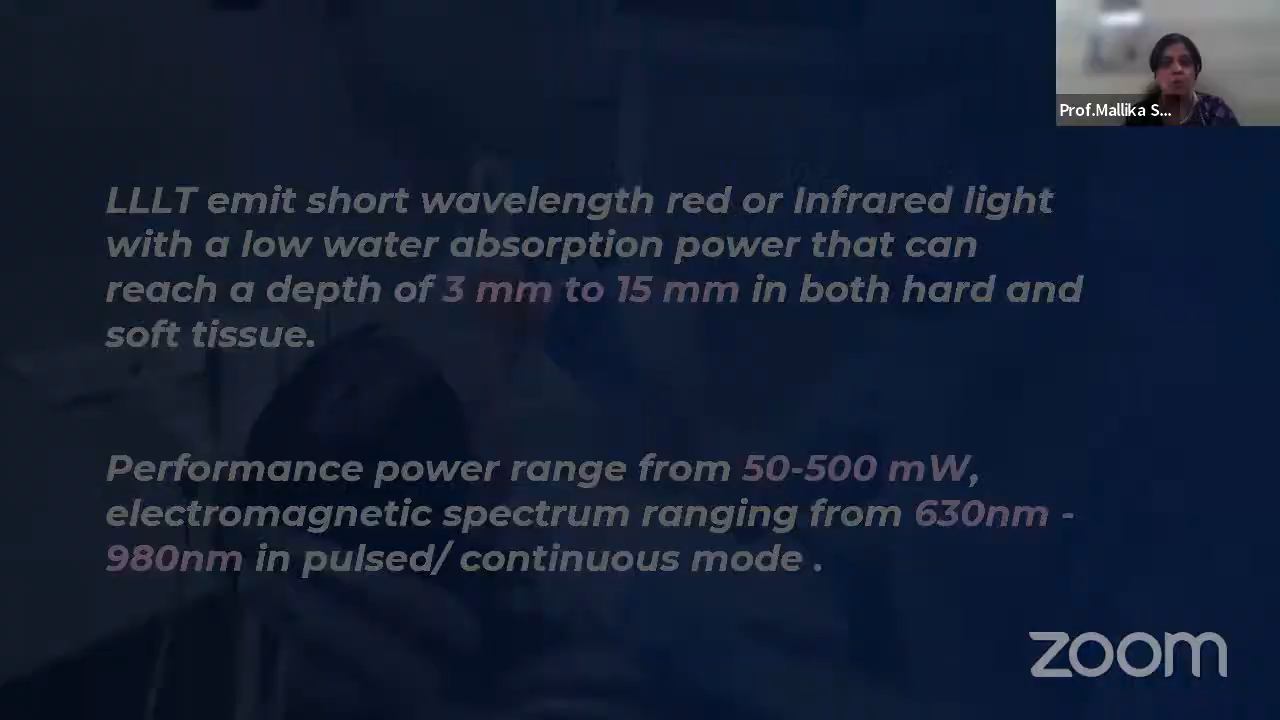 Prof.Mallika S...
LLLT emit short wavelength red or Infrared light
with a low water absorption power that can
reach a depth of 3 mm to 15 mm in both hard and
soft tissue.
Performance power range from 50-500 mW,
electromagnetic spectrum ranging from 630nm -
980nm in pulsed/ continuous mode .
zoom